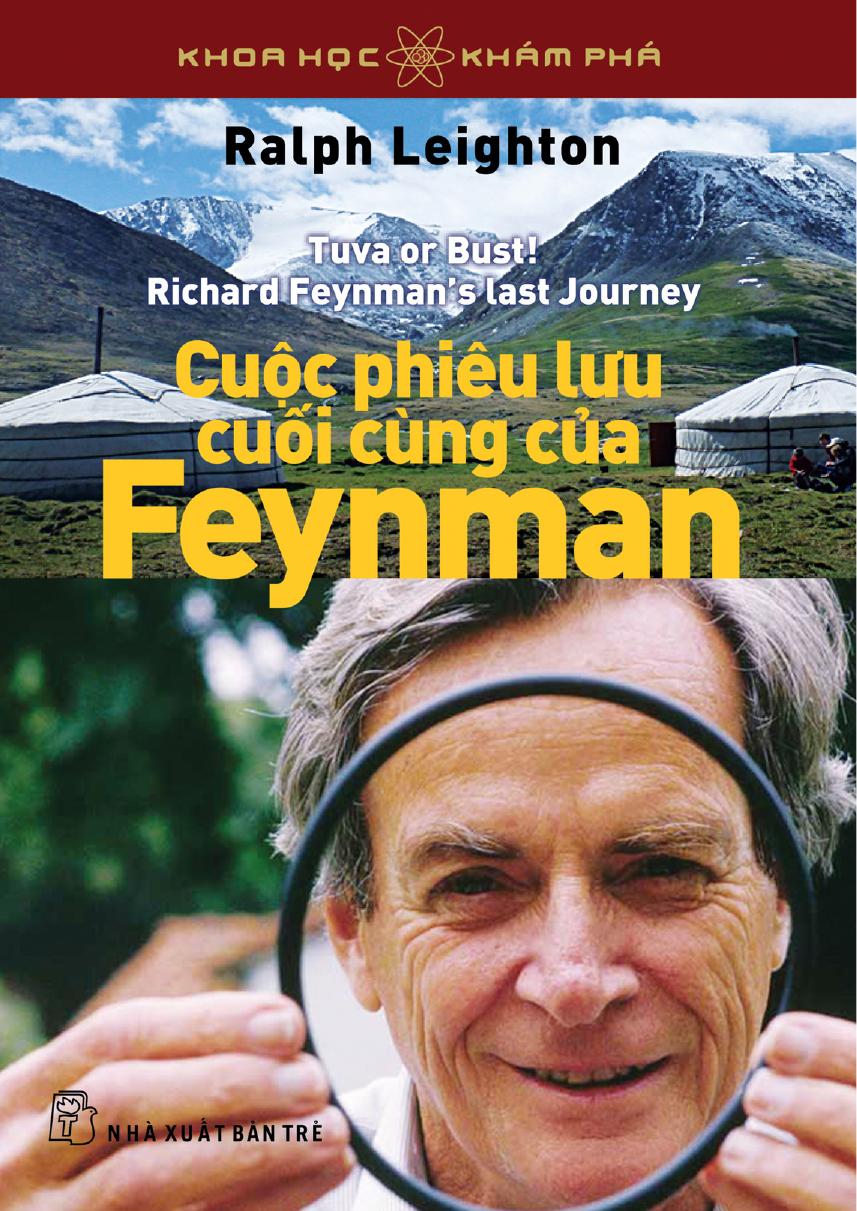 KHOA HỌC KHÁM PHÁ
Ralph Leighton
Tuva or Bust!
Richard Feynman's last Journey
Cuộc phiêu lưu
cuối cùng của
Feynman
T
NHÀ XUẤT BẢN TRẺ